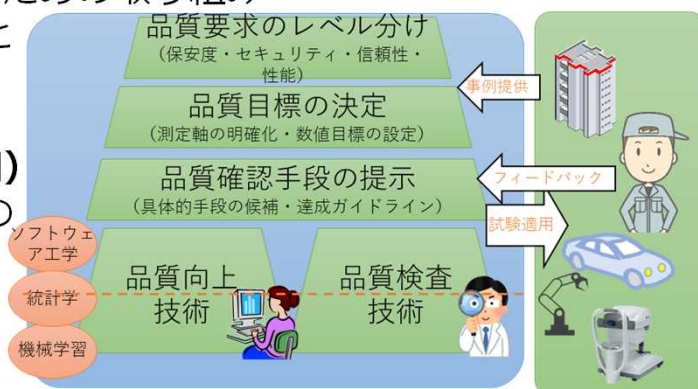 品質要求のレベル分け
(保安度・セキュリティ・信頼性・
性能)
事例提供
品質目標の決定
(測定軸の明確化・数値目標の設定)
品質確認手段の提示
(具体的手段の候補・達成ガイドライン)
フィードバック
試験適用
ソフトウェ
ア工学
統計学
機械学習
品質向上
技術
品質検査
技術